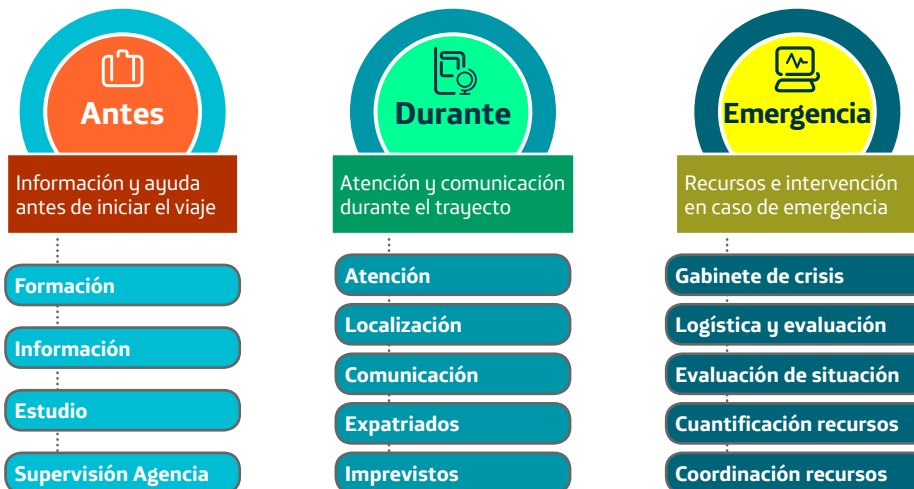 Antes
Información y ayuda
antes de iniciar el viaje
Formación
Información
Estudio
Supervisión Agencia
Durante
Atención y comunicación
durante el trayecto
Atención
Localización
Comunicación
Expatriados
Imprevistos
Emergencia
Recursos e intervención
en caso de emergencia
Gabinete de crisis
Logística y evaluación
Evaluación de situación
Cuantificación recursos
Coordinación recursos